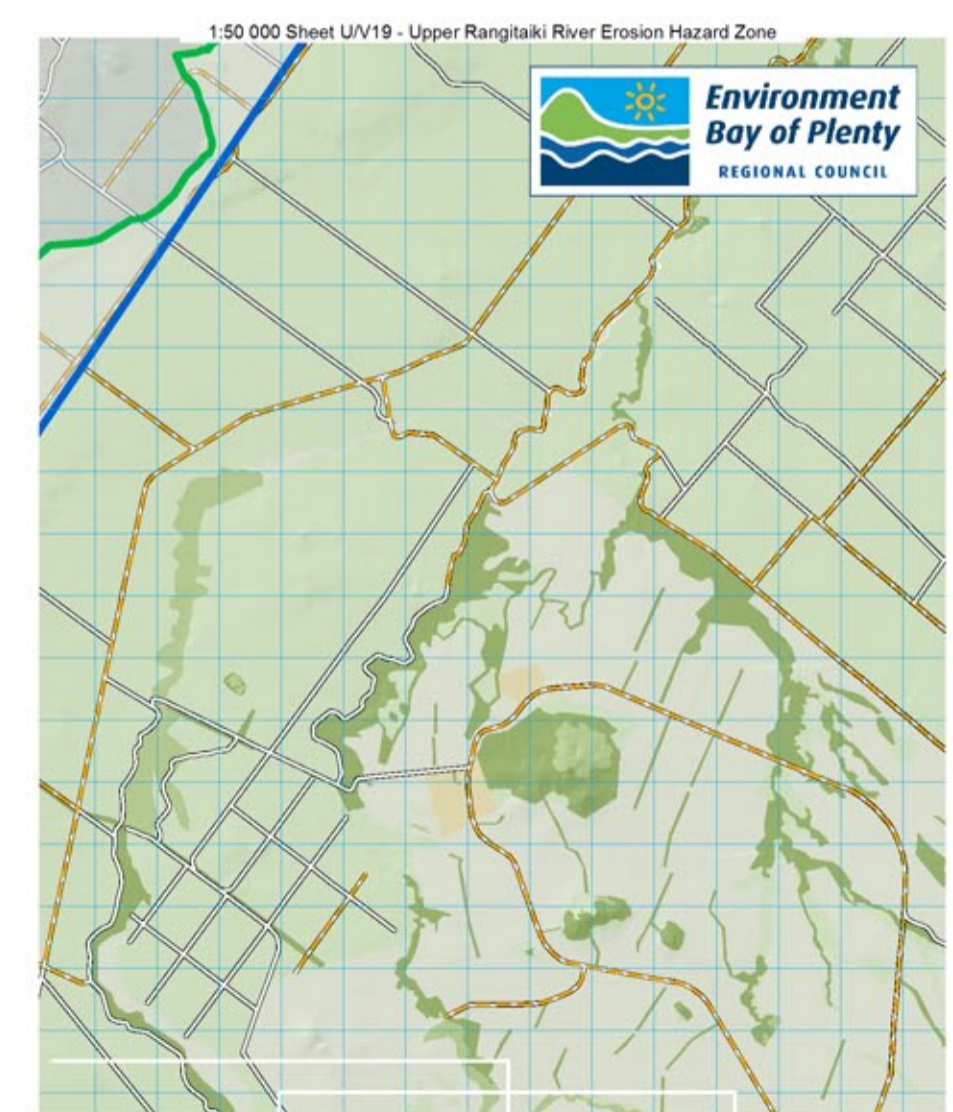 1:50 000 Sheet U/V19 - Upper Rangitaiki River Erosion Hazard Zone
Environment
Bay of Plenty
REGIONAL COUNCIL